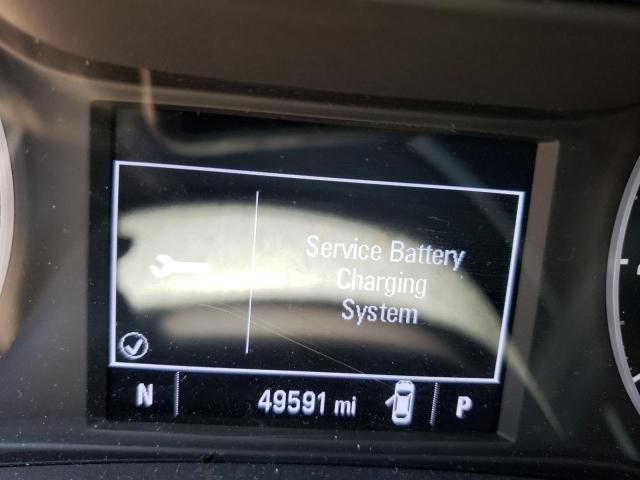 Service Battery
Charging
System
N 49591 mi P